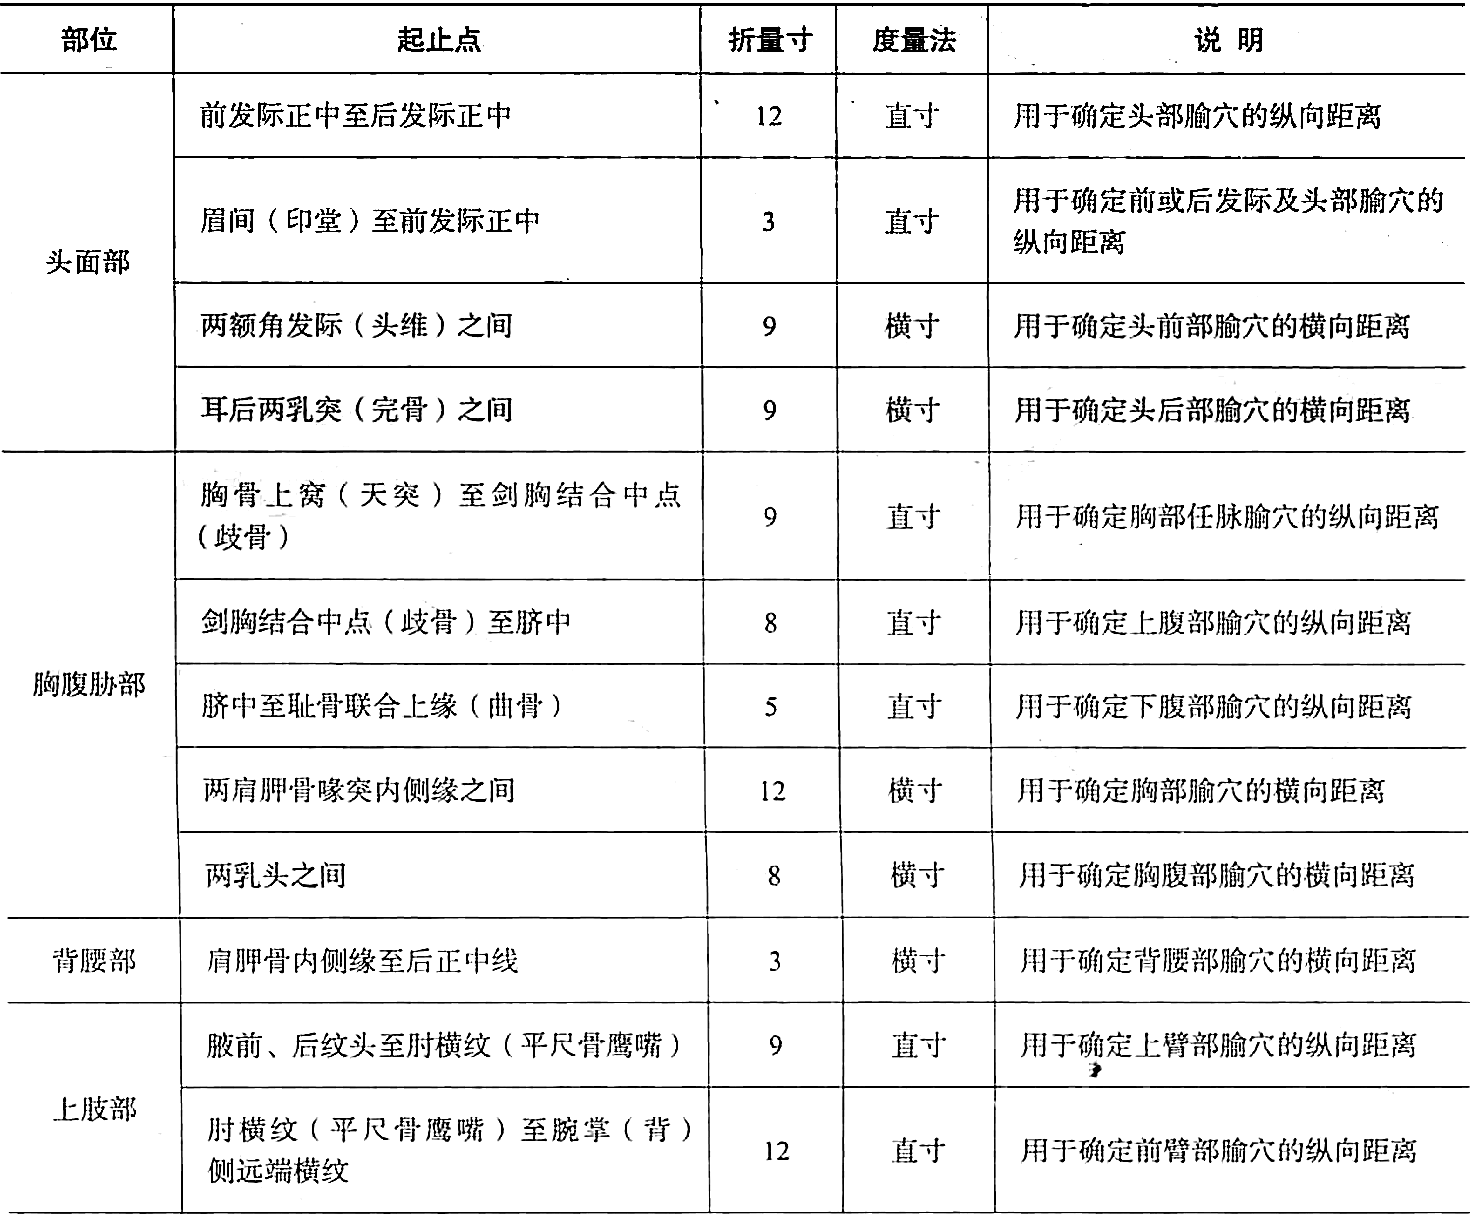 部位 起止点 折量寸 度量法 说 明
前发际正中至后发际正中 12 直寸 用于确定头部腧穴的纵向距离
眉间（印堂）至前发际正中 3 直寸 用于确定前或后发际及头部腧穴的
纵向距离
头面部
两额角发际（头维）之间 9 横寸 用于确定头前部腧穴的横向距离
耳后两乳突（完骨）之间 9 横寸 用于确定头后部腧穴的横向距离
胸骨上窝（天突）至剑胸结合中点
（歧骨） 9 直寸 用于确定胸部任脉腧穴的纵向距离
剑胸结合中点（歧骨）至脐中 8 直寸 用于确定上腹部腧穴的纵向距离
胸腹胁部
脐中至耻骨联合上缘（曲骨） 5 直寸 用于确定下腹部腧穴的纵向距离
两肩胛骨喙突内侧缘之间 12 横寸 用于确定胸部腧穴的横向距离
两乳头之间 8 横寸 用于确定胸腹部腧穴的横向距离
背腰部 肩胛骨内侧缘至后正中线 3 横寸 用于确定背腰部腧穴的横向距离
腋前、后纹头至肘横纹（平尺骨鹰嘴） 9 直寸 用于确定上臂部腧穴的纵向距离
上肢部
肘横纹（平尺骨鹰嘴）至腕掌（背）
侧远端横纹 12 直寸 用于确定前臂部腧穴的纵向距离